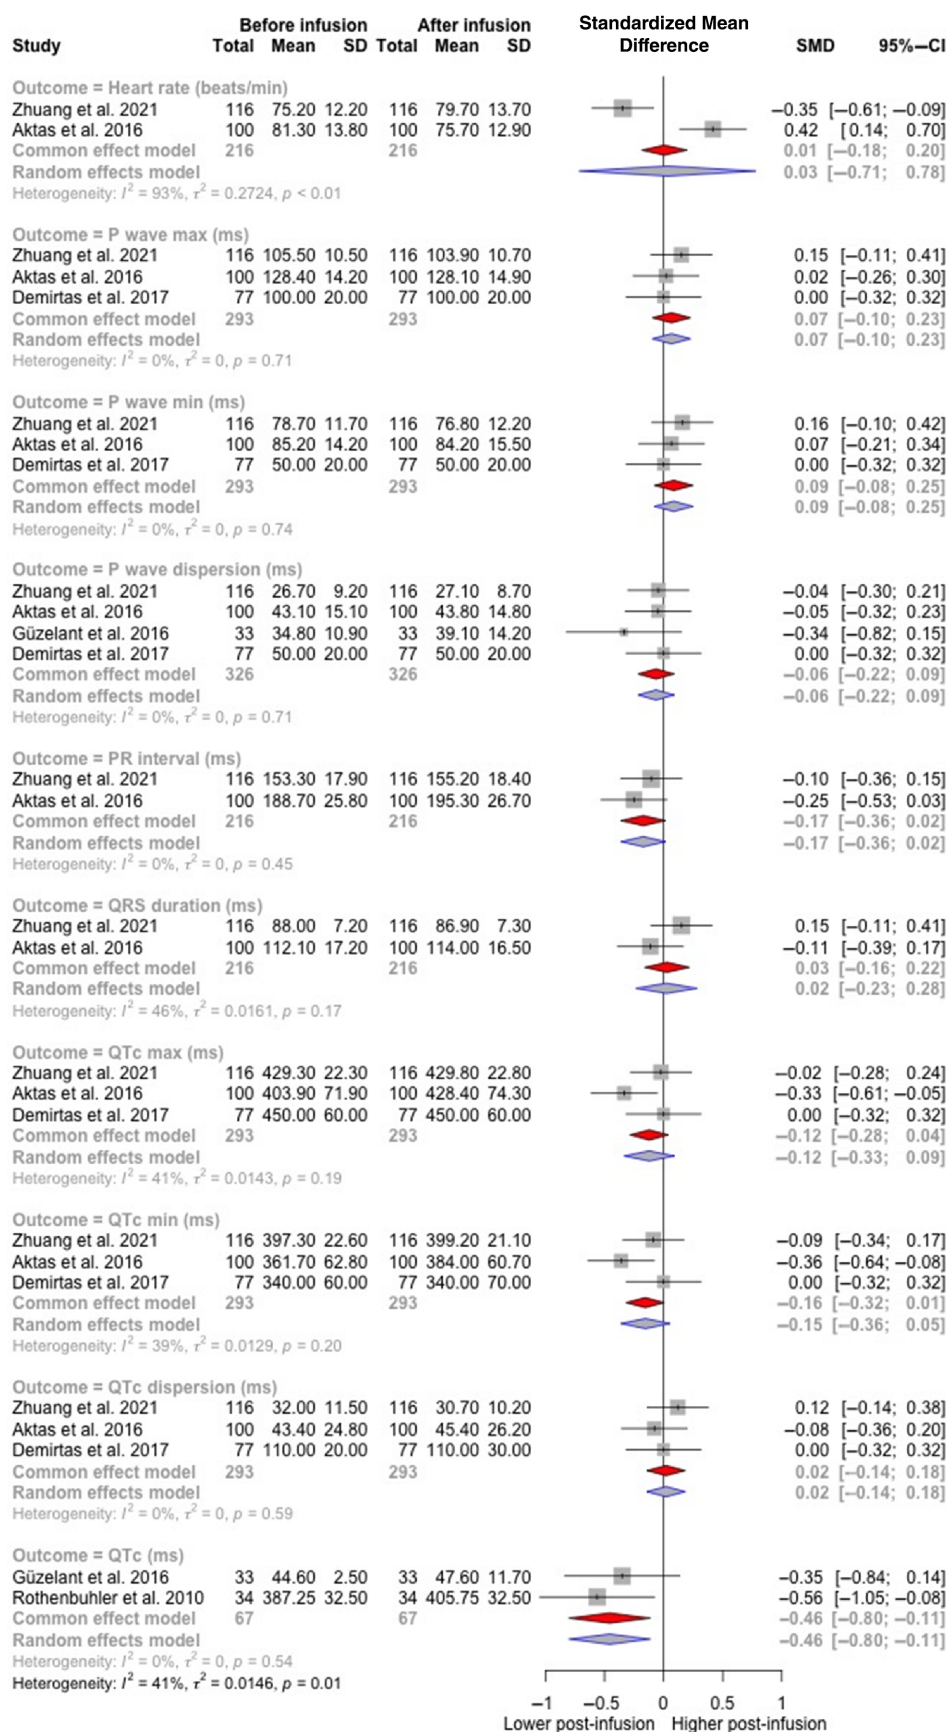 Before infusion After infusion Standardized Mean
Study Total Mean SD Total Mean SD Difference SMD 95%–CI
Outcome = Heart rate (beats/min)
Zhuang et al. 2021 116 75.20 12.20 116 79.70 13.70 −0.35 [−0.61; −0.09]
Aktas et al. 2016 100 81.30 13.80 100 75.70 12.90 0.42 [0.14; 0.70]
Common effect model 216 216 0.01 [−0.18; 0.20]
Random effects model 0.03 [−0.71; 0.78]
Heterogeneity: I² = 93%, τ² = 0.2724, p < 0.01
Outcome = P wave max (ms)
Zhuang et al. 2021 116 105.50 10.50 116 103.90 10.70 0.15 [−0.11; 0.41]
Aktas et al. 2016 100 128.40 14.20 100 128.10 14.90 0.02 [−0.26; 0.30]
Demirtas et al. 2017 77 100.00 20.00 77 100.00 20.00 0.00 [−0.32; 0.32]
Common effect model 293 293 0.07 [−0.10; 0.23]
Random effects model 0.07 [−0.10; 0.23]
Heterogeneity: I² = 0%, τ² = 0, p = 0.71
Outcome = P wave min (ms)
Zhuang et al. 2021 116 78.70 11.70 116 76.80 12.20 0.16 [−0.10; 0.42]
Aktas et al. 2016 100 85.20 14.20 100 84.20 15.50 0.07 [−0.21; 0.34]
Demirtas et al. 2017 77 50.00 20.00 77 50.00 20.00 0.00 [−0.32; 0.32]
Common effect model 293 293 0.09 [−0.08; 0.25]
Random effects model 0.09 [−0.08; 0.25]
Heterogeneity: I² = 0%, τ² = 0, p = 0.74
Outcome = P wave dispersion (ms)
Zhuang et al. 2021 116 26.70 9.20 116 27.10 8.70 −0.04 [−0.30; 0.21]
Aktas et al. 2016 100 43.10 15.10 100 43.80 14.80 −0.05 [−0.32; 0.23]
Güzelant et al. 2016 33 34.80 10.90 33 39.10 14.20 −0.34 [−0.82; 0.15]
Demirtas et al. 2017 77 50.00 20.00 77 50.00 20.00 0.00 [−0.32; 0.32]
Common effect model 326 326 −0.06 [−0.22; 0.09]
Random effects model −0.06 [−0.22; 0.09]
Heterogeneity: I² = 0%, τ² = 0, p = 0.71
Outcome = PR interval (ms)
Zhuang et al. 2021 116 153.30 17.90 116 155.20 18.40 −0.10 [−0.36; 0.15]
Aktas et al. 2016 100 188.70 25.80 100 195.30 26.70 −0.25 [−0.53; 0.03]
Common effect model 216 216 −0.17 [−0.36; 0.02]
Random effects model −0.17 [−0.36; 0.02]
Heterogeneity: I² = 0%, τ² = 0, p = 0.45
Outcome = QRS duration (ms)
Zhuang et al. 2021 116 88.00 7.20 116 86.90 7.30 0.15 [−0.11; 0.41]
Aktas et al. 2016 100 112.10 17.20 100 114.00 16.50 −0.11 [−0.39; 0.17]
Common effect model 216 216 0.03 [−0.16; 0.22]
Random effects model 0.02 [−0.23; 0.28]
Heterogeneity: I² = 46%, τ² = 0.0161, p = 0.17
Outcome = QTc max (ms)
Zhuang et al. 2021 116 429.30 22.30 116 429.80 22.80 −0.02 [−0.28; 0.24]
Aktas et al. 2016 100 403.90 71.90 100 428.40 74.30 −0.33 [−0.61; −0.05]
Demirtas et al. 2017 77 450.00 60.00 77 450.00 60.00 0.00 [−0.32; 0.32]
Common effect model 293 293 −0.12 [−0.28; 0.04]
Random effects model −0.12 [−0.33; 0.09]
Heterogeneity: I² = 41%, τ² = 0.0143, p = 0.19
Outcome = QTc min (ms)
Zhuang et al. 2021 116 397.30 22.60 116 399.20 21.10 −0.09 [−0.34; 0.17]
Aktas et al. 2016 100 361.70 62.80 100 384.00 60.70 −0.36 [−0.64; −0.08]
Demirtas et al. 2017 77 340.00 60.00 77 340.00 70.00 0.00 [−0.32; 0.32]
Common effect model 293 293 −0.16 [−0.32; 0.01]
Random effects model −0.15 [−0.36; 0.05]
Heterogeneity: I² = 39%, τ² = 0.0129, p = 0.20
Outcome = QTc dispersion (ms)
Zhuang et al. 2021 116 32.00 11.50 116 30.70 10.20 0.12 [−0.14; 0.38]
Aktas et al. 2016 100 43.40 24.80 100 45.40 26.20 −0.08 [−0.36; 0.20]
Demirtas et al. 2017 77 110.00 20.00 77 110.00 30.00 0.00 [−0.32; 0.32]
Common effect model 293 293 0.02 [−0.14; 0.18]
Random effects model 0.02 [−0.14; 0.18]
Heterogeneity: I² = 0%, τ² = 0, p = 0.59
Outcome = QTc (ms)
Güzelant et al. 2016 33 44.60 2.50 33 47.60 11.70 −0.35 [−0.84; 0.14]
Rothenbuhler et al. 2010 34 387.25 32.50 34 405.75 32.50 −0.56 [−1.05; −0.08]
Common effect model 67 67 −0.46 [−0.80; −0.11]
Random effects model −0.46 [−0.80; −0.11]
Heterogeneity: I² = 0%, τ² = 0, p = 0.54
Heterogeneity: I² = 41%, τ² = 0.0146, p = 0.01
−1 −0.5 0 0.5 1
Lower post-infusion Higher post-infusion